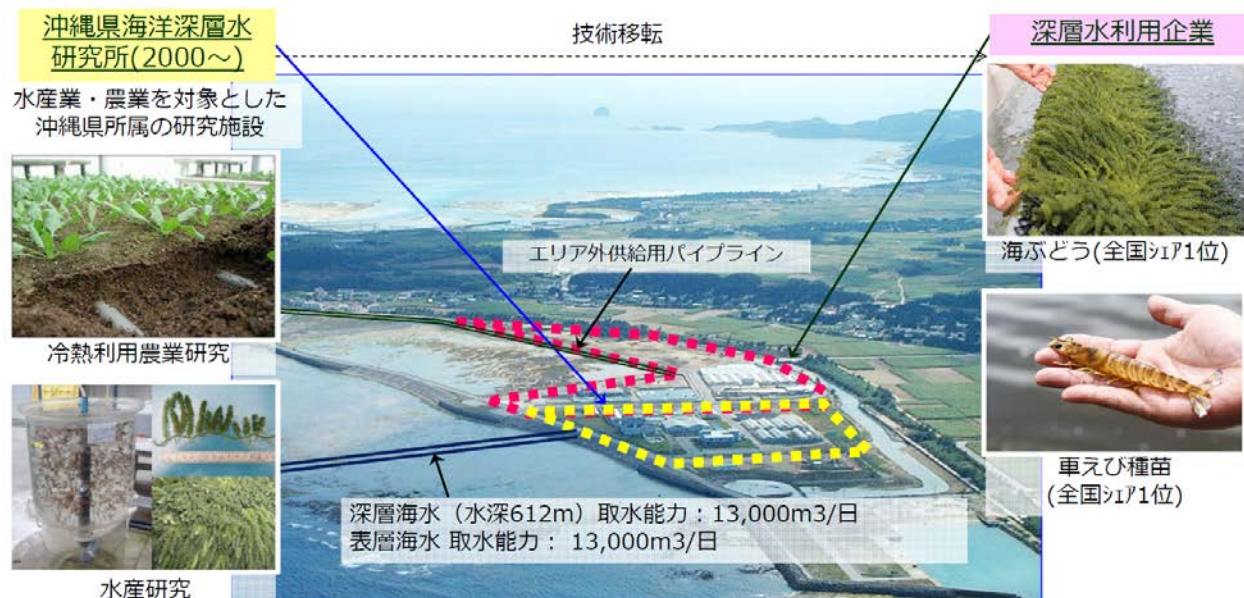 沖縄県海洋深層水
研究所(2000～)
技術移転
深層水利用企業
水産業・農業を対象とした
沖縄県所属の研究施設
冷熱利用農業研究
水産研究
エリア外供給用パイプライン
深層海水（水深612m）取水能力：13,000m3/日
表層海水 取水能力： 13,000m3/日
海ぶどう(全国ｼｪｱ1位)
車えび種苗
(全国ｼｪｱ1位)